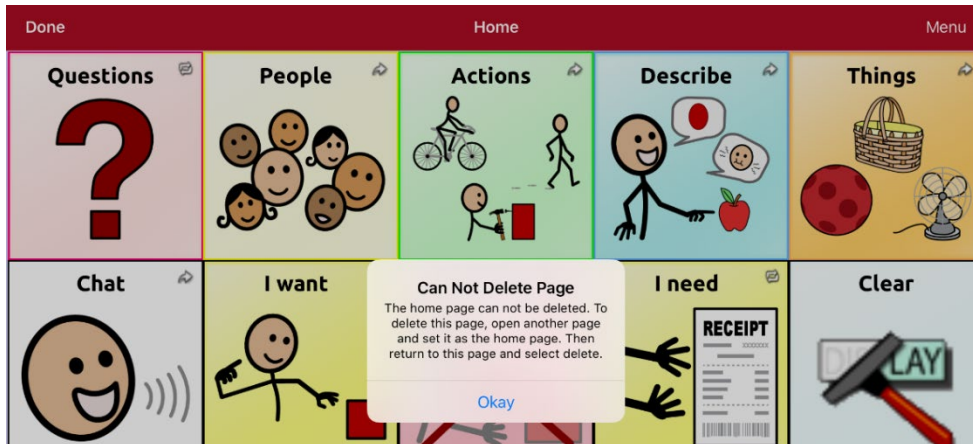 Done Home Menu
Questions People Actions Describe Things
Chat I want I need Clear
Can Not Delete Page
The home page can not be deleted. To
delete this page, open another page
and set it as the home page. Then
return to this page and select delete.
Okay
RECEIPT
LAY